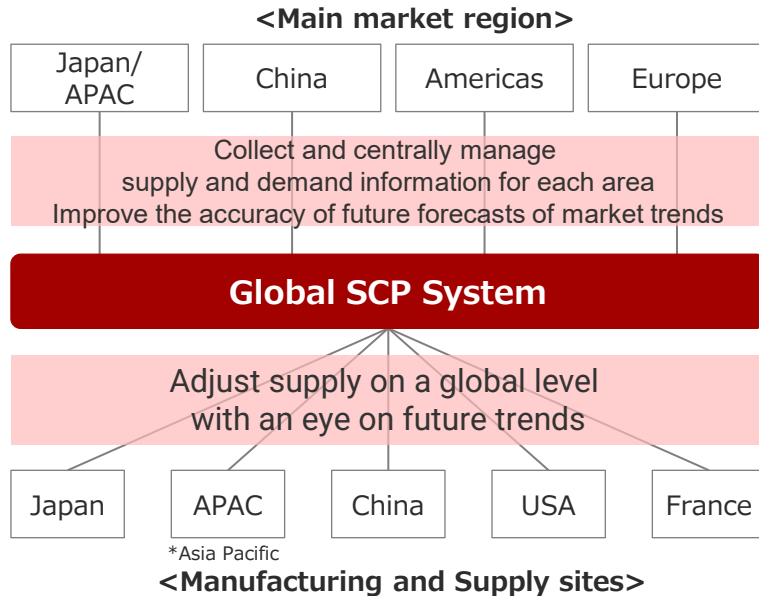 <Main market region>
Japan/
APAC
China
Americas
Europe
Collect and centrally manage
supply and demand information for each area
Improve the accuracy of future forecasts of market trends
Global SCP System
Adjust supply on a global level
with an eye on future trends
Japan
APAC
China
USA
France
*Asia Pacific
<Manufacturing and Supply sites>